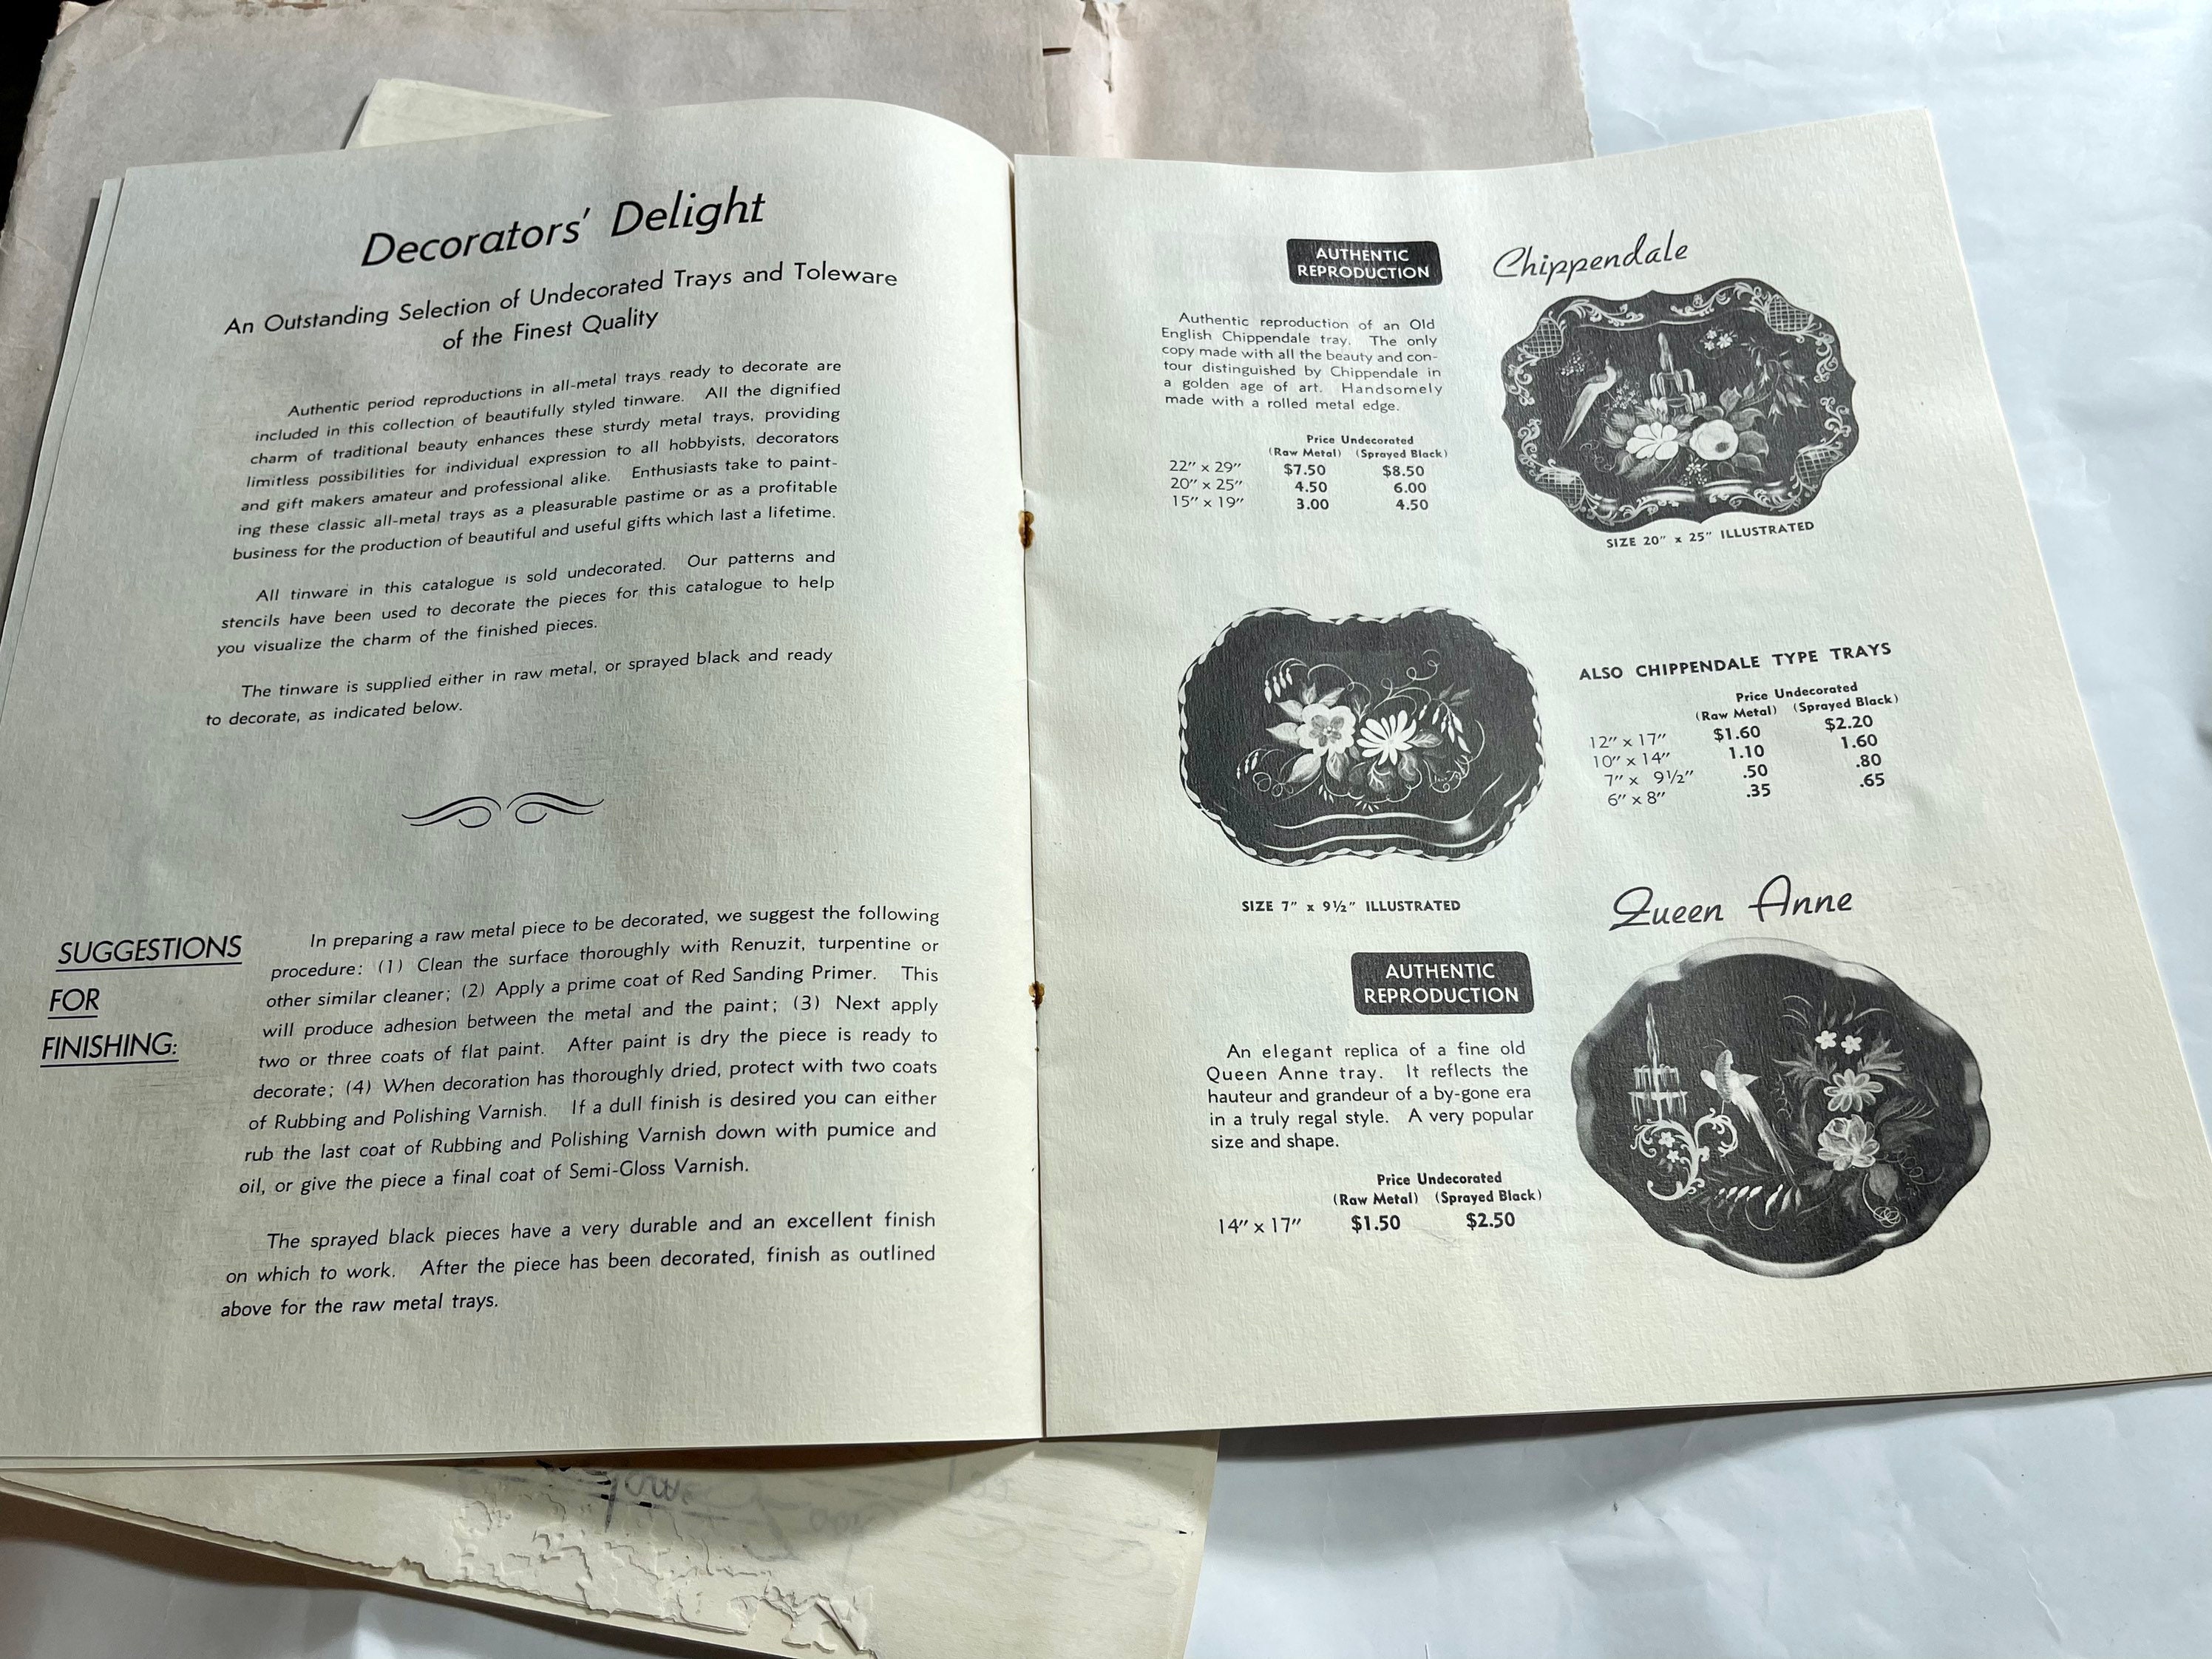 Decorators' Delight
An Outstanding Selection of Undecorated Trays and Toleware
of the Finest Quality
Authentic period reproductions in all-metal trays ready to decorate are
included in this collection of beautifully styled tinware. All the dignified
charm of traditional beauty enhances these sturdy metal trays, providing
limitless possibilities for individual expression to all hobbyists, decorators
and gift makers amateur and professional alike. Enthusiasts take to paint-
ing these classic all-metal trays as a pleasurable pastime or as a profitable
business for the production of beautiful and useful gifts which last a lifetime.
All tinware in this catalogue is sold undecorated. Our patterns and
stencils have been used to decorate the pieces for this catalogue to help
you visualize the charm of the finished pieces.
The tinware is supplied either in raw metal, or sprayed black and ready
to decorate, as indicated below.
SUGGESTIONS
FOR
FINISHING:
In preparing a raw metal piece to be decorated, we suggest the following
procedure: (1) Clean the surface thoroughly with Renuzit, turpentine or
other similar cleaner; (2) Apply a prime coat of Red Sanding Primer. This
will produce adhesion between the metal and the paint; (3) Next apply
two or three coats of flat paint. After paint is dry the piece is ready to
decorate; (4) When decoration has thoroughly dried, protect with two coats
of Rubbing and Polishing Varnish. If a dull finish is desired you can either
rub the last coat of Rubbing and Polishing Varnish down with pumice and
oil, or give the piece a final coat of Semi-Gloss Varnish.
The sprayed black pieces have a very durable and an excellent finish
on which to work. After the piece has been decorated, finish as outlined
above for the raw metal trays.
AUTHENTIC
REPRODUCTION
Chippendale
Authentic reproduction of an Old
English Chippendale tray. The only
copy made with all the beauty and con-
tour distinguished by Chippendale in
a golden age of art. Handsomely
made with a rolled metal edge.
Price Undecorated
(Raw Metal) (Sprayed Black)
22" x 29" $7.50 $8.50
20" x 25" 4.50 6.00
15" x 19" 3.00 4.50
SIZE 20" x 25" ILLUSTRATED
ALSO CHIPPENDALE TYPE TRAYS
Price Undecorated
(Raw Metal) (Sprayed Black)
12" x 17" $1.60 $2.20
10" x 14" 1.10 1.60
7" x 9½" .50 .80
6" x 8" .35 .65
SIZE 7" x 9½" ILLUSTRATED
Queen Anne
AUTHENTIC
REPRODUCTION
An elegant replica of a fine old
Queen Anne tray. It reflects the
hauteur and grandeur of a by-gone era
in a truly regal style. A very popular
size and shape.
Price Undecorated
(Raw Metal) (Sprayed Black)
14" x 17" $1.50 $2.50